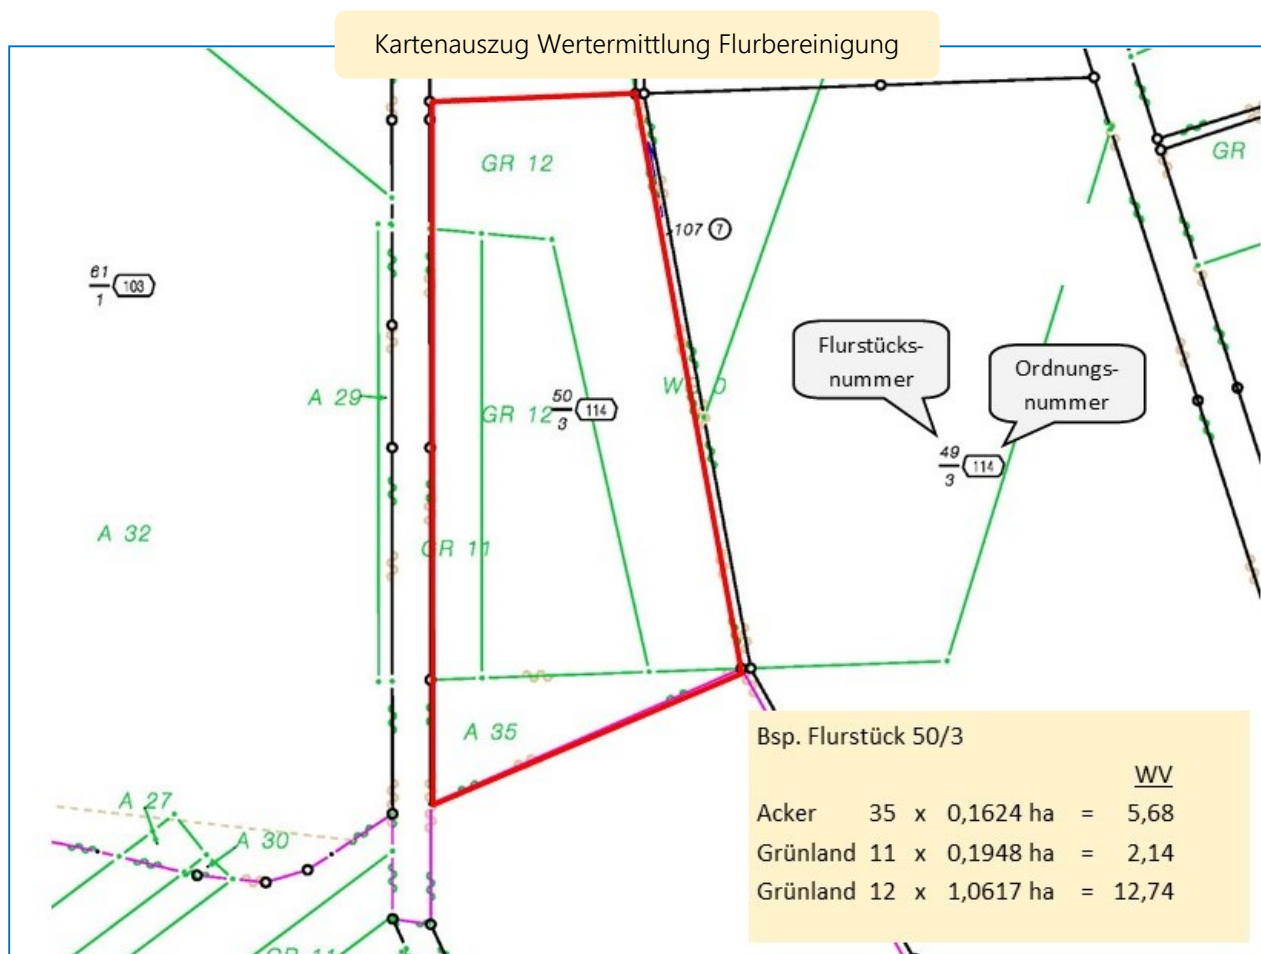 Kartenauszug Wertermittlung Flurbereinigung
GR 12
GR
107 7
61
1
103
Flurstücks-
nummer
Ordnungs-
nummer
A 29
GR 12
50
3
114
49
3
114
A 32
GR 11
A 35
A 27
A 30
GR 11
Bsp. Flurstück 50/3
WV
Acker 35 x 0,1624 ha = 5,68
Grünland 11 x 0,1948 ha = 2,14
Grünland 12 x 1,0617 ha = 12,74